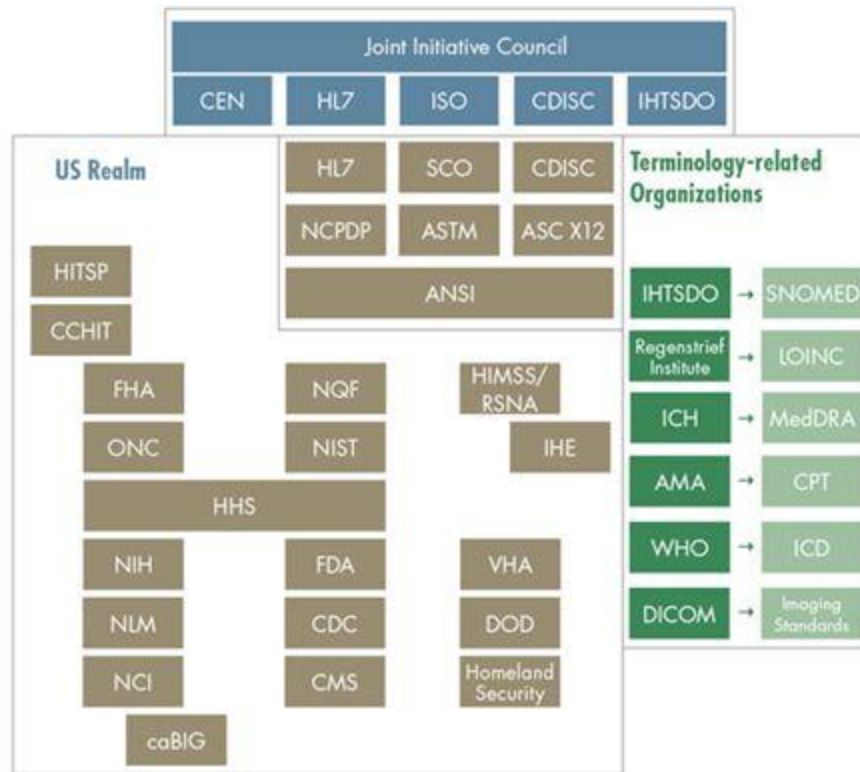 Joint Initiative Council
CEN HL7 ISO CDISC IHTSDO
US Realm
HL7 SCO CDISC
NCPDP ASTM ASC X12
ANSI
HITSP
CCHIT
FHA NQF HIMSS/
RSNA
ONC NIST IHE
HHS
NIH FDA VHA
NLM CDC DOD
NCI CMS Homeland
Security
caBIG
Terminology-related
Organizations
IHTSDO → SNOMED
Regenstrief
Institute → LOINC
ICH → MedDRA
AMA → CPT
WHO → ICD
DICOM → Imaging
Standards